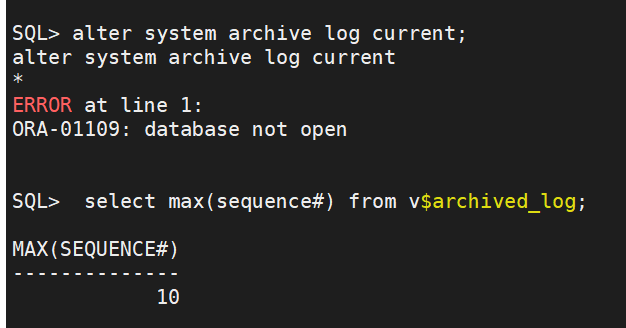 SQL> alter system archive log current;
alter system archive log current
*
ERROR at line 1:
ORA-01109: database not open
SQL>  select max(sequence#) from v$archived_log;
MAX(SEQUENCE#)
--------------
            10